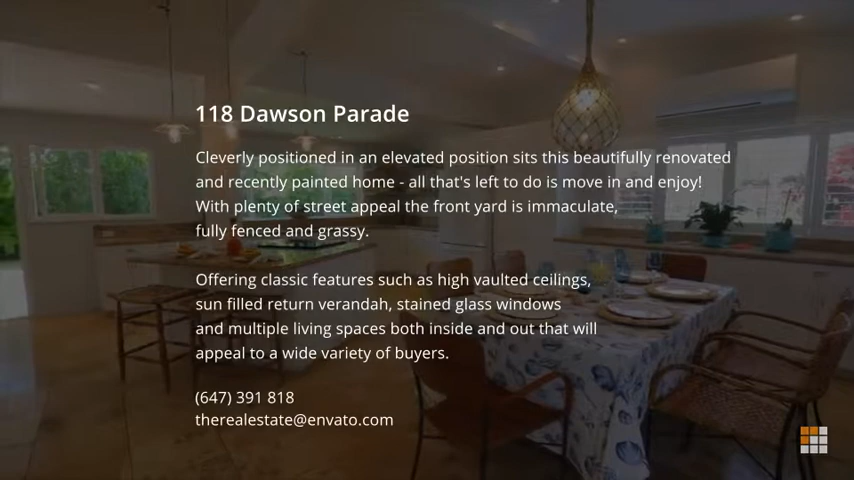 118 Dawson Parade
Cleverly positioned in an elevated position sits this beautifully renovated
and recently painted home - all that's left to do is move in and enjoy!
With plenty of street appeal the front yard is immaculate,
fully fenced and grassy.
Offering classic features such as high vaulted ceilings,
sun filled return verandah, stained glass windows
and multiple living spaces both inside and out that will
appeal to a wide variety of buyers.
(647) 391 818
therealestate@envato.com